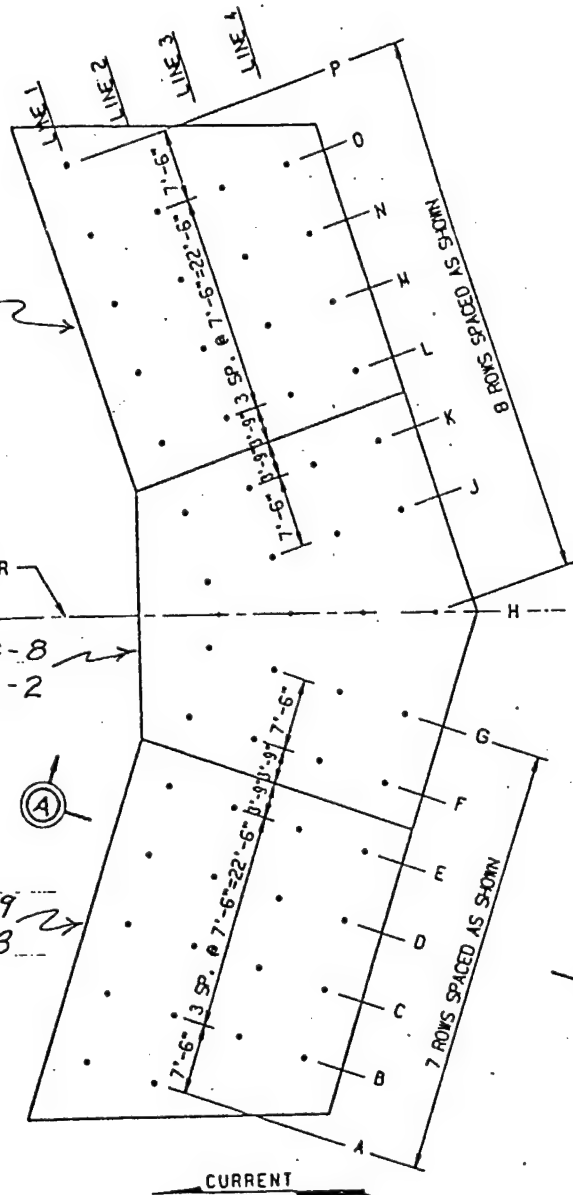 LINE 1
LINE 2
LINE 3
LINE 4
P
O
N
M
L
K
J
H
G
F
E
D
C
B
A
7'-6"
3 SP. @ 7'-6"=22'-6"
7'-6"
8 ROWS SPACED AS SHOWN
R
-8
-2
A
9
7'-6"
7'-6"
3 SP. @ 7'-6"=22'-6"
7 ROWS SPACED AS SHOWN
CURRENT